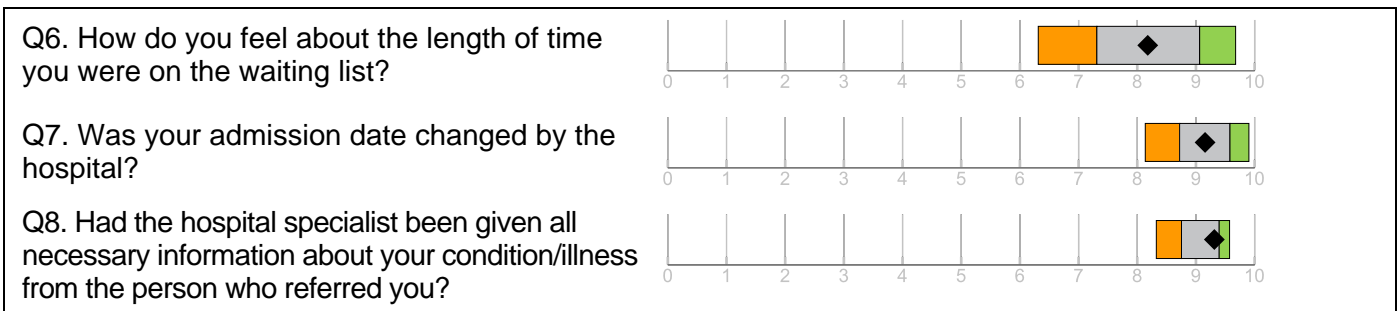 Q6. How do you feel about the length of time
you were on the waiting list?
0 1 2 3 4 5 6 7 8 9 10
Q7. Was your admission date changed by the
hospital?
0 1 2 3 4 5 6 7 8 9 10
Q8. Had the hospital specialist been given all
necessary information about your condition/illness
from the person who referred you?
0 1 2 3 4 5 6 7 8 9 10